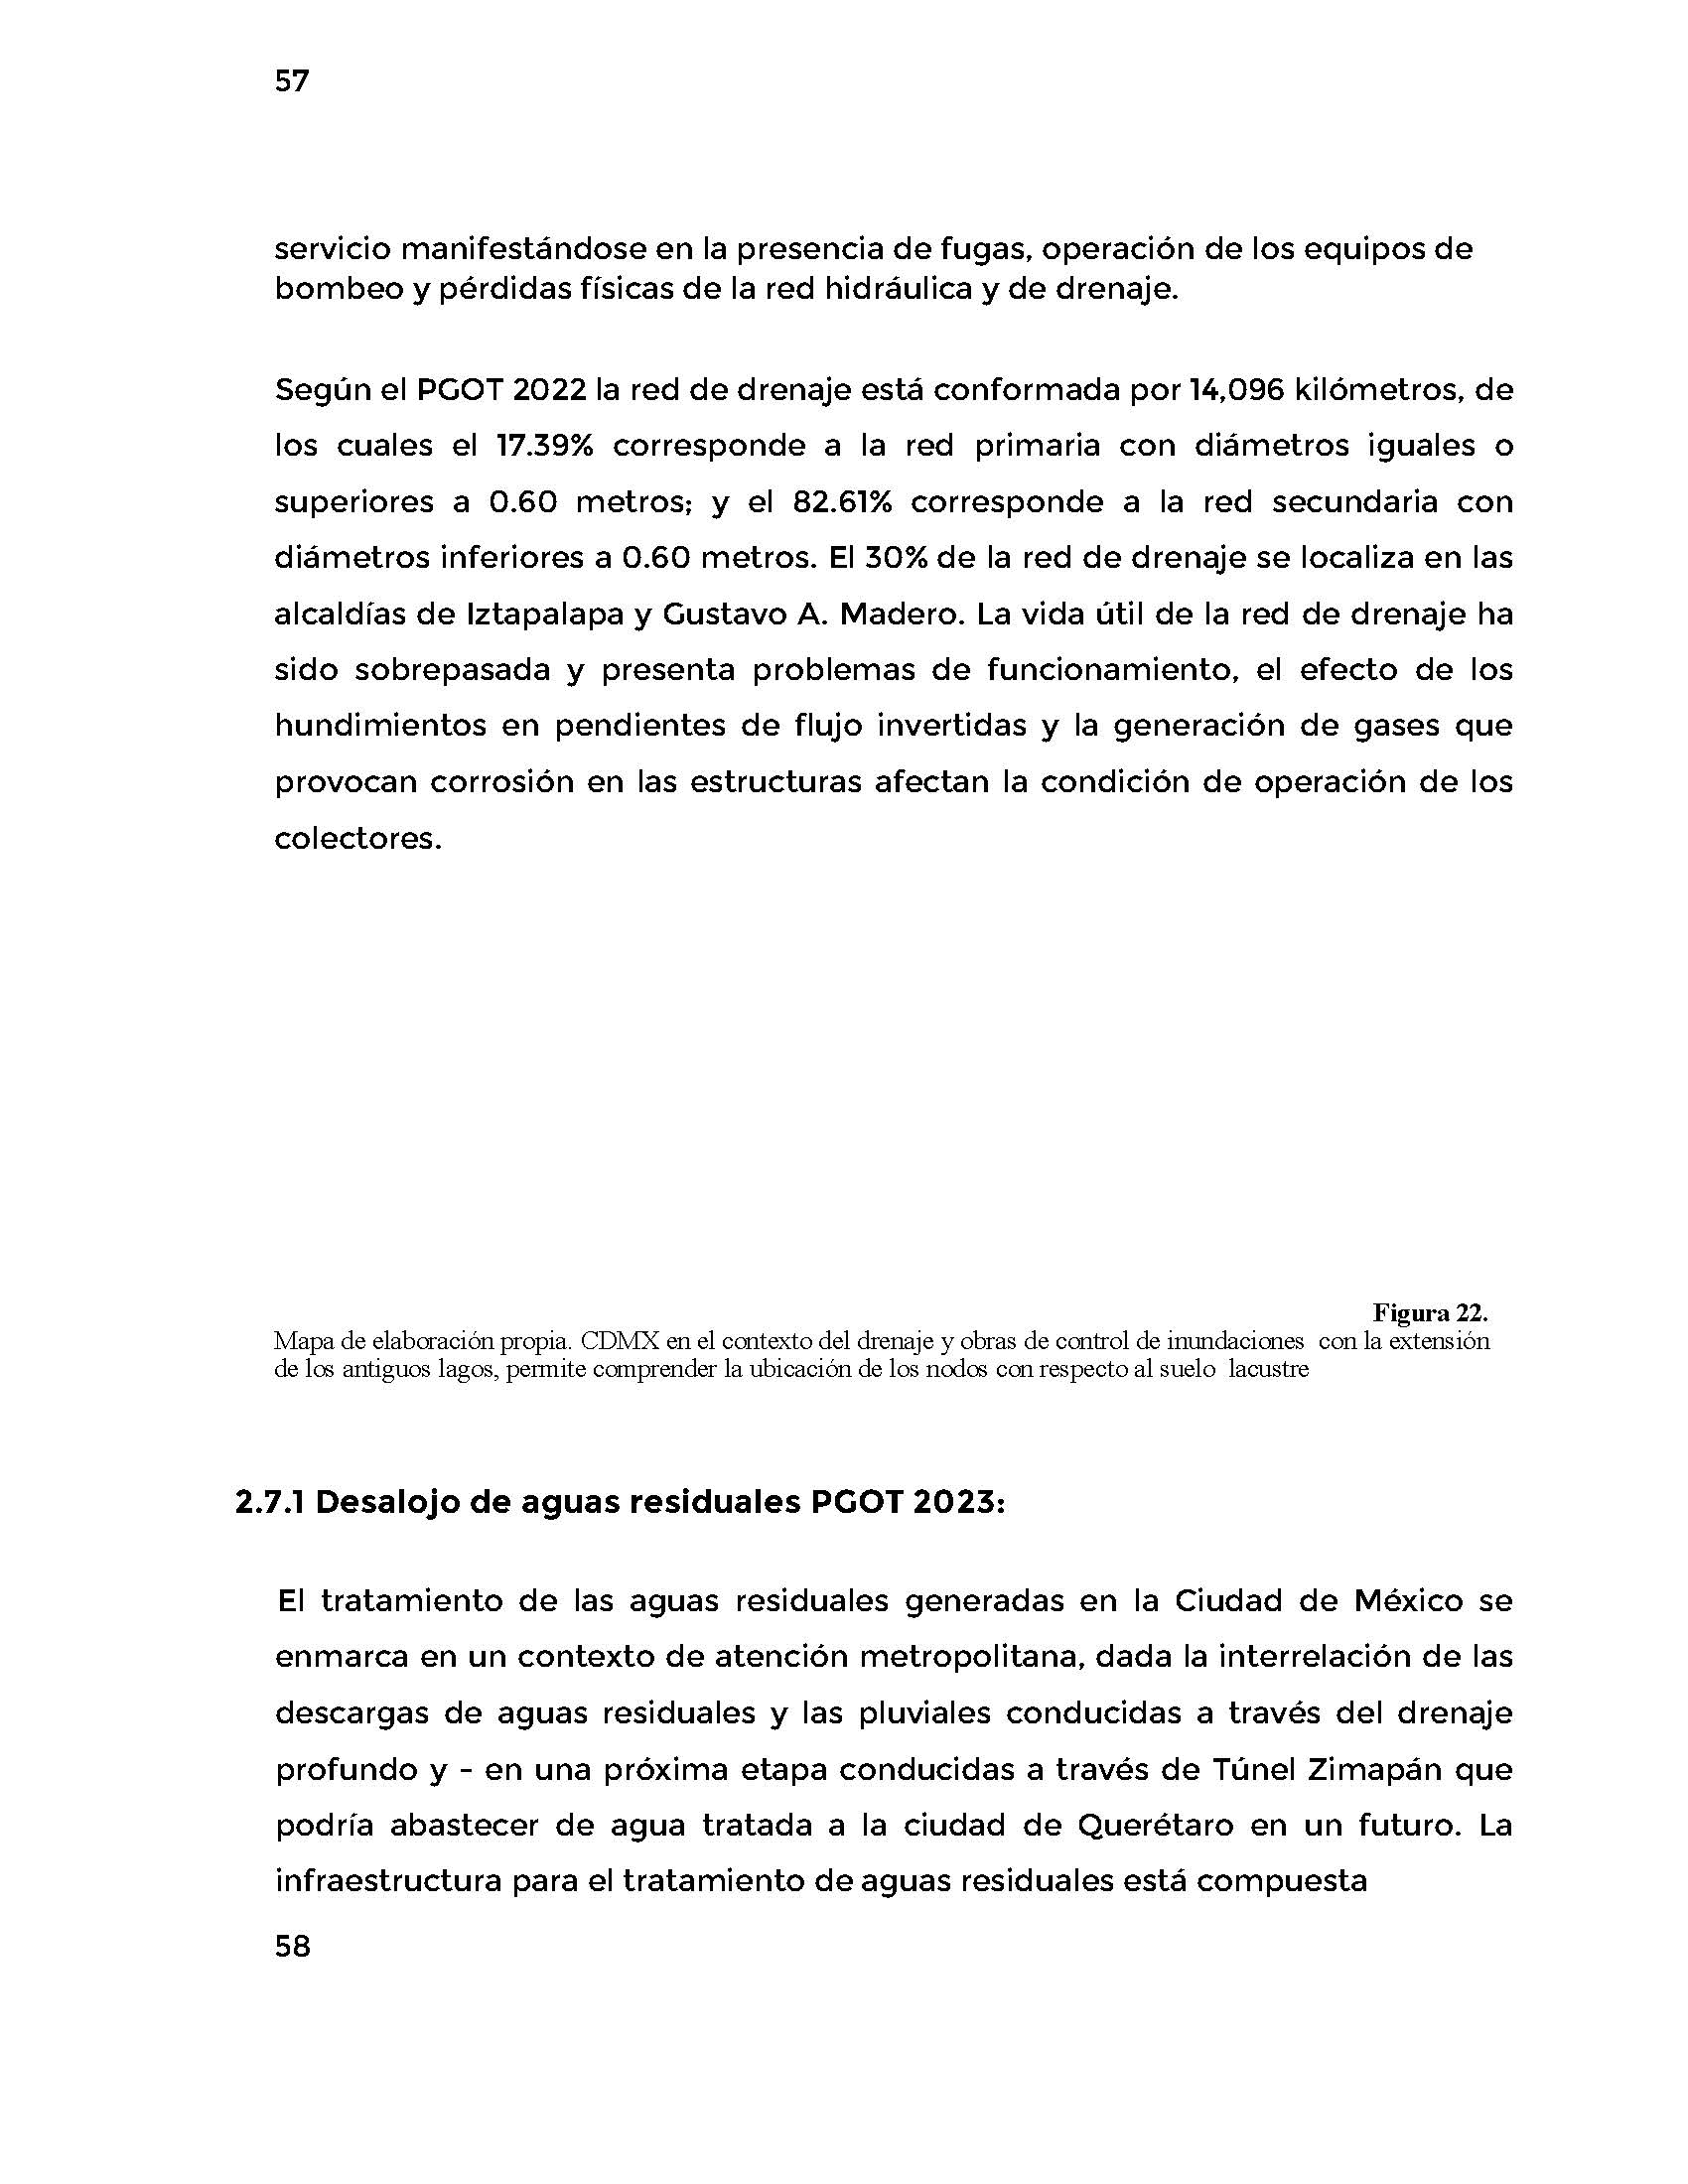 57
servicio manifestándose en la presencia de fugas, operación de los equipos de
bombeo y pérdidas físicas de la red hidráulica y de drenaje.
Según el PGOT 2022 la red de drenaje está conformada por 14,096 kilómetros, de
los cuales el 17.39% corresponde a la red primaria con diámetros iguales o
superiores a 0.60 metros; y el 82.61% corresponde a la red secundaria con
diámetros inferiores a 0.60 metros. El 30% de la red de drenaje se localiza en las
alcaldías de Iztapalapa y Gustavo A. Madero. La vida útil de la red de drenaje ha
sido sobrepasada y presenta problemas de funcionamiento, el efecto de los
hundimientos en pendientes de flujo invertidas y la generación de gases que
provocan corrosión en las estructuras afectan la condición de operación de los
colectores.
Figura 22.
Mapa de elaboración propia. CDMX en el contexto del drenaje y obras de control de inundaciones con la extensión
de los antiguos lagos, permite comprender la ubicación de los nodos con respecto al suelo lacustre
2.7.1 Desalojo de aguas residuales PGOT 2023:
El tratamiento de las aguas residuales generadas en la Ciudad de México se
enmarca en un contexto de atención metropolitana, dada la interrelación de las
descargas de aguas residuales y las pluviales conducidas a través del drenaje
profundo y - en una próxima etapa conducidas a través de Túnel Zimapán que
podría abastecer de agua tratada a la ciudad de Querétaro en un futuro. La
infraestructura para el tratamiento de aguas residuales está compuesta
58